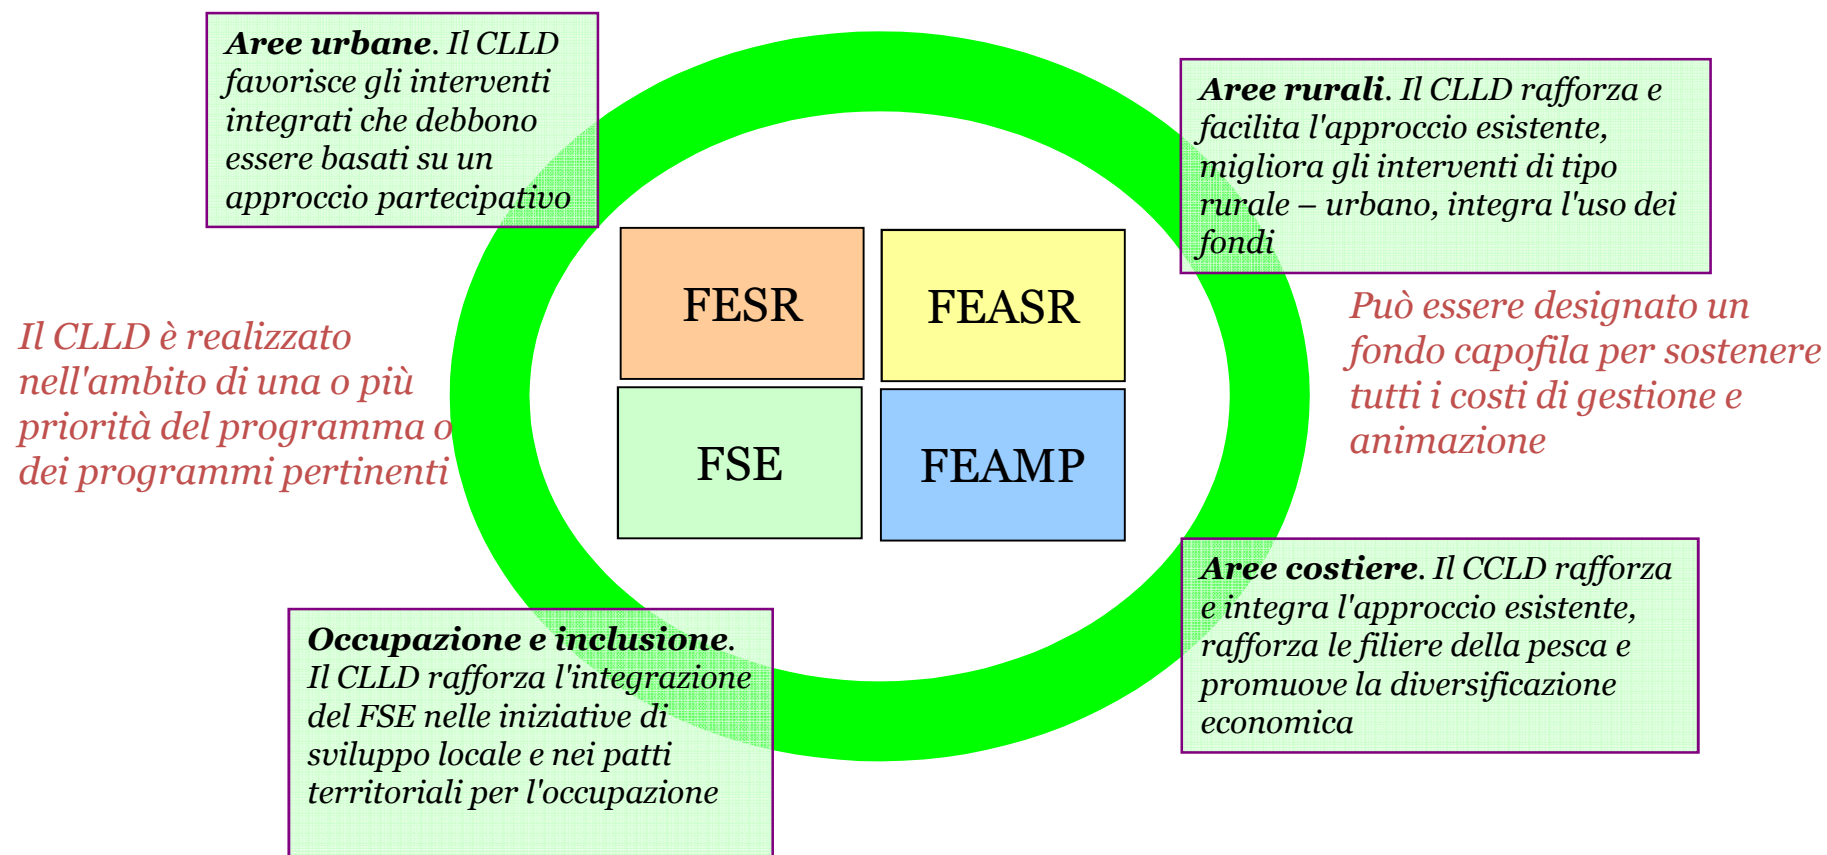 Aree urbane. Il CLLD
favorisce gli interventi
integrati che debbono
essere basati su un
approccio partecipativo
Aree rurali. Il CLLD rafforza e
facilita l'approccio esistente,
migliora gli interventi di tipo
rurale – urbano, integra l'uso dei
fondi
Il CLLD è realizzato
nell'ambito di una o più
priorità del programma o
dei programmi pertinenti
FESR
FEASR
FSE
FEAMP
Può essere designato un
fondo capofila per sostenere
tutti i costi di gestione e
animazione
Occupazione e inclusione.
Il CLLD rafforza l'integrazione
del FSE nelle iniziative di
sviluppo locale e nei patti
territoriali per l'occupazione
Aree costiere. Il CCLD rafforza
e integra l'approccio esistente,
rafforza le filiere della pesca e
promuove la diversificazione
economica